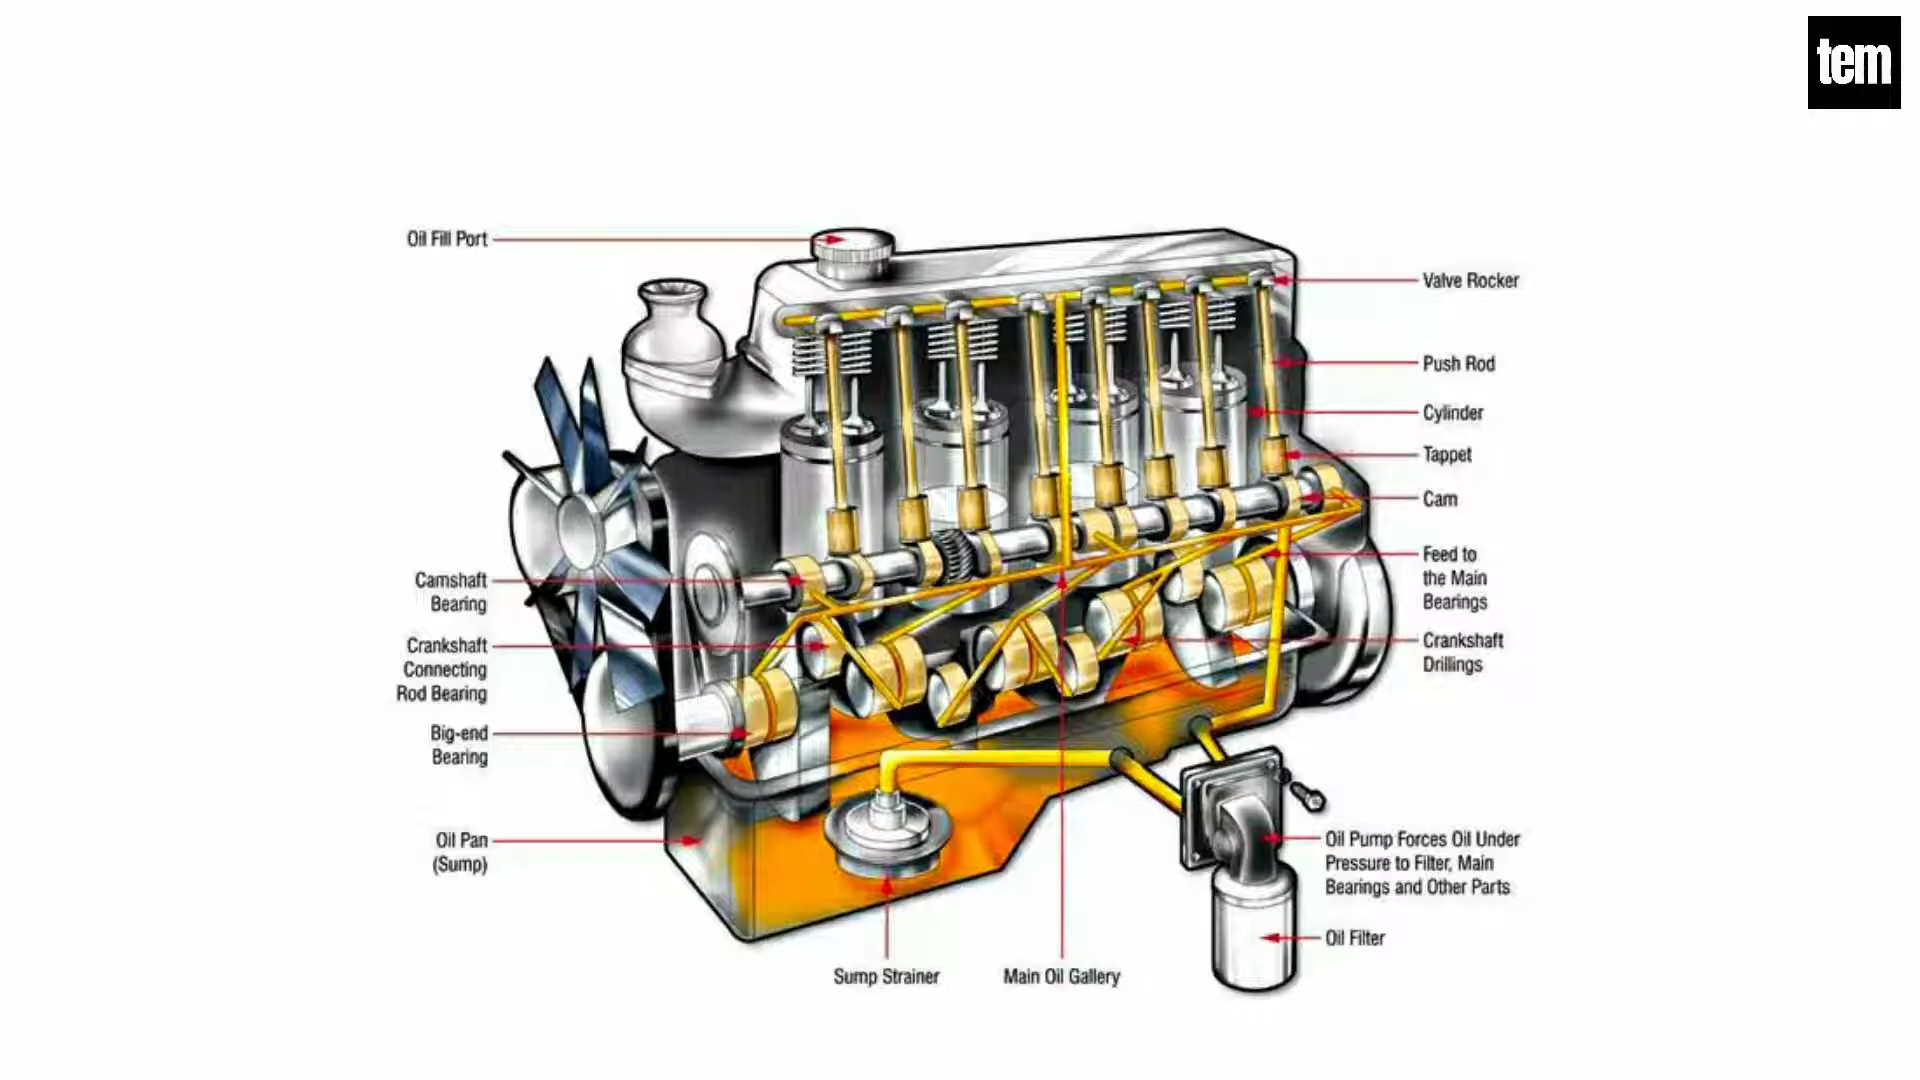 tem
Oil Fill Port
Valve Rocker
Push Rod
Cylinder
Tappet
Cam
Feed to
the Main
Bearings
Crankshaft
Drillings
Camshaft
Bearing
Crankshaft
Connecting
Rod Bearing
Big-end
Bearing
Oil Pan
(Sump)
Oil Pump Forces Oil Under
Pressure to Filter, Main
Bearings and Other Parts
Oil Filter
Sump Strainer
Main Oil Gallery